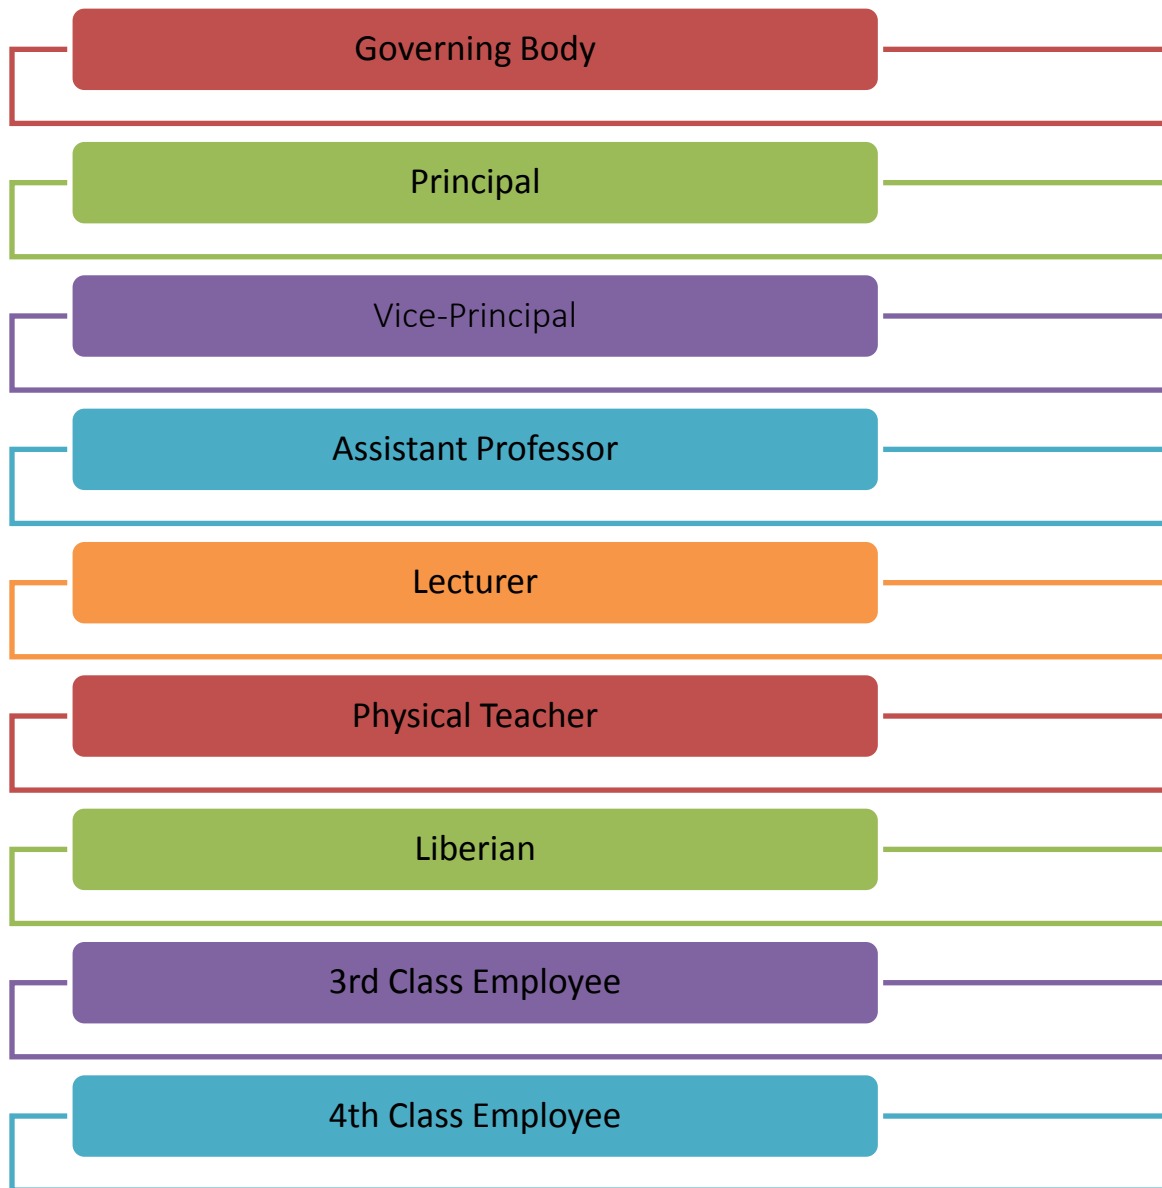 Governing Body
Principal
Vice-Principal
Assistant Professor
Lecturer
Physical Teacher
Liberian
3rd Class Employee
4th Class Employee